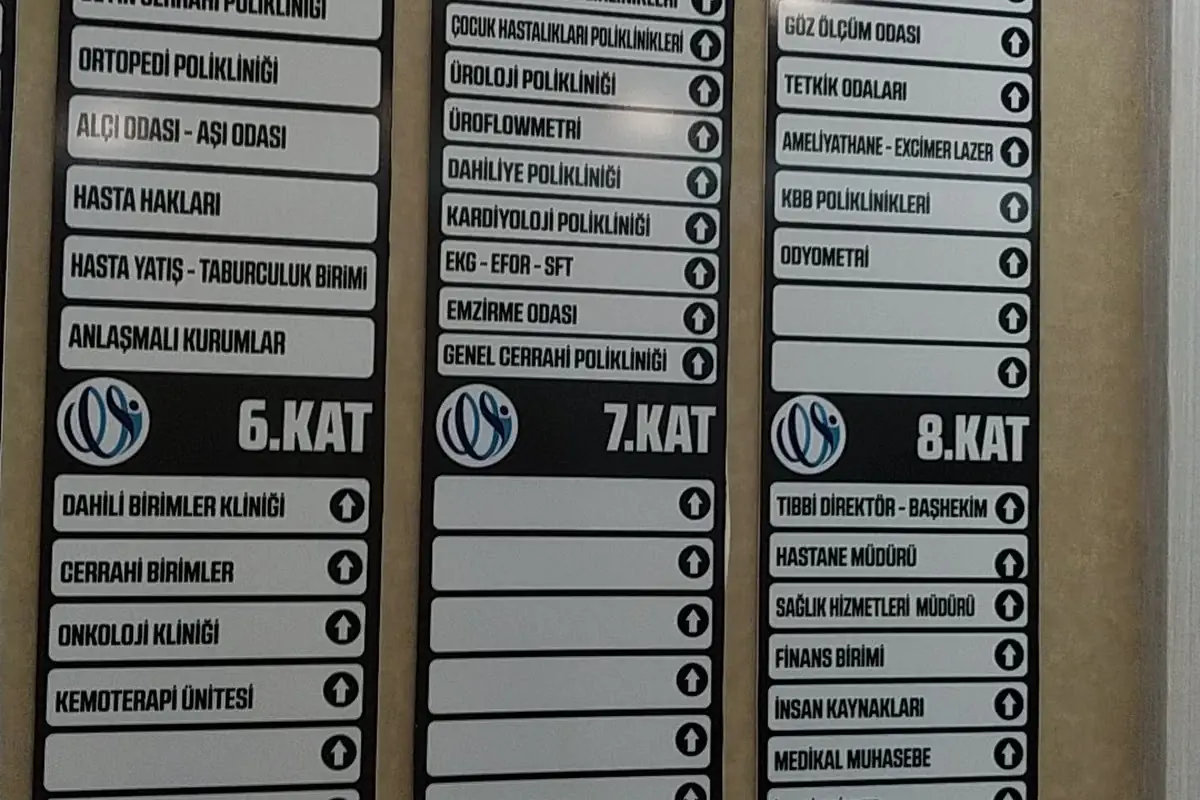 BEYİN CERRAHİ POLİKLİNİĞİ
ORTOPEDİ POLİKLİNİĞİ
ALÇI ODASI - AŞI ODASI
HASTA HAKLARI
HASTA YATIŞ - TABURCULUK BİRİMİ
ANLAŞMALI KURUMLAR
6.KAT
DAHİLİ BİRİMLER KLİNİĞİ
CERRAHİ BİRİMLER
ONKOLOJİ KLİNİĞİ
KEMOTERAPİ ÜNİTESİ
ÇOCUK HASTALIKLARI POLİKLİNİKLERİ
ÜROLOJİ POLİKLİNİĞİ
ÜROFLOWMETRİ
DAHİLİYE POLİKLİNİĞİ
KARDİYOLOJİ POLİKLİNİĞİ
EKG - EFOR - SFT
EMZİRME ODASI
GENEL CERRAHİ POLİKLİNİĞİ
7.KAT
GÖZ ÖLÇÜM ODASI
TETKİK ODALARI
AMELİYATHANE - EXCİMER LAZER
KBB POLİKLİNİKLERİ
ODYOMETRİ
8.KAT
TIBBİ DİREKTÖR - BAŞHEKİM
HASTANE MÜDÜRÜ
SAĞLIK HİZMETLERİ MÜDÜRÜ
FİNANS BİRİMİ
İNSAN KAYNAKLARI
MEDİKAL MUHASEBE